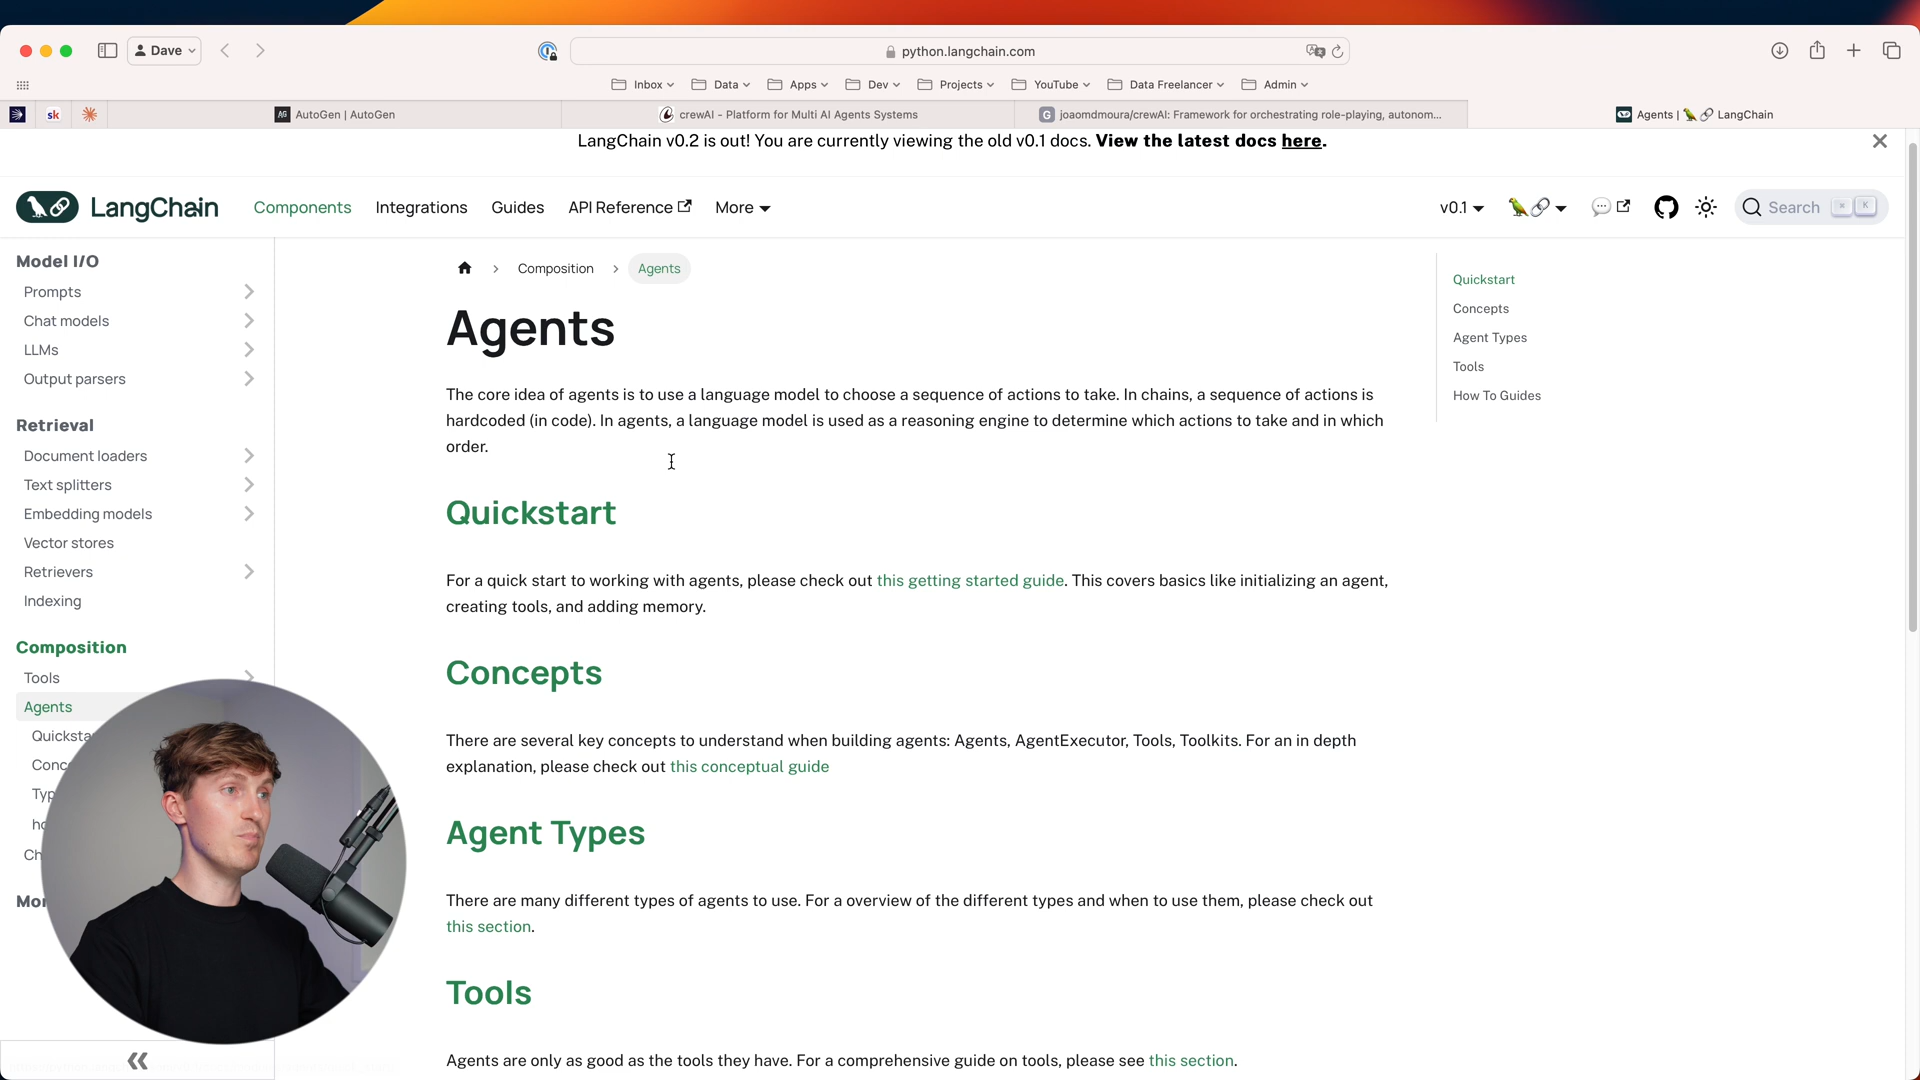 Dave
python.langchain.com
Inbox
Data
Apps
Dev
Projects
YouTube
Data Freelancer
Admin
sk
AG
AutoGen | AutoGen
crewAI - Platform for Multi AI Agents Systems
G
joaomdmoura/crewAI: Framework for orchestrating role-playing, autonom...
Agents | 🦜️🔗 LangChain
LangChain v0.2 is out! You are currently viewing the old v0.1 docs. View the latest docs here.
LangChain
Components
Integrations
Guides
API Reference
More
v0.1
🦜️🔗
Search
K
Model I/O
Prompts
Chat models
LLMs
Output parsers
Retrieval
Document loaders
Text splitters
Embedding models
Vector stores
Retrievers
Indexing
Composition
Tools
Agents
Composition
Agents
Agents
The core idea of agents is to use a language model to choose a sequence of actions to take. In chains, a sequence of actions is
hardcoded (in code). In agents, a language model is used as a reasoning engine to determine which actions to take and in which
order.
Quickstart
For a quick start to working with agents, please check out this getting started guide. This covers basics like initializing an agent,
creating tools, and adding memory.
Concepts
There are several key concepts to understand when building agents: Agents, AgentExecutor, Tools, Toolkits. For an in depth
explanation, please check out this conceptual guide
Agent Types
There are many different types of agents to use. For a overview of the different types and when to use them, please check out
this section.
Tools
Agents are only as good as the tools they have. For a comprehensive guide on tools, please see this section.
Quickstart
Concepts
Agent Types
Tools
How To Guides